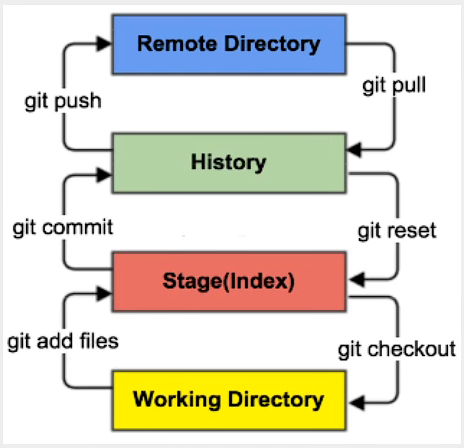 Remote Directory
git push
git pull
History
git commit
git reset
Stage(Index)
git add files
git checkout
Working Directory